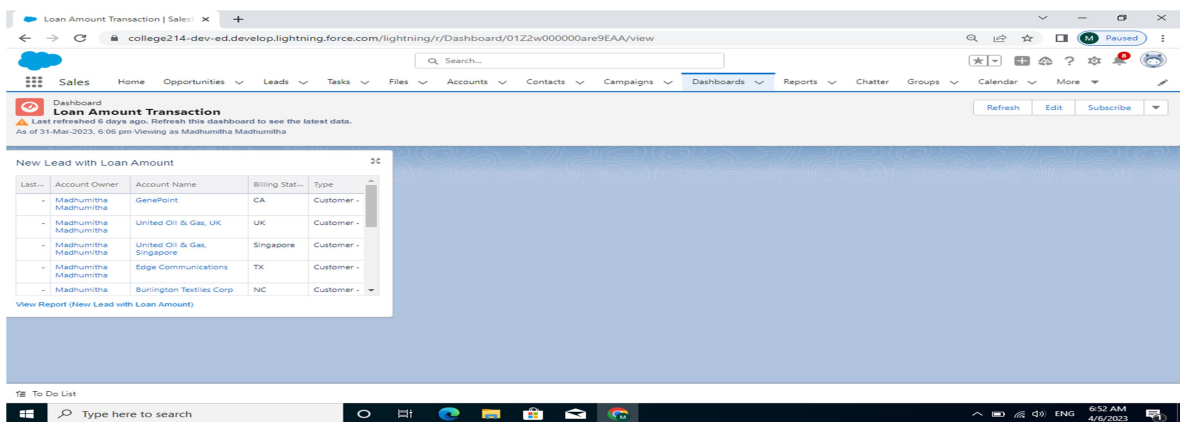 Loan Amount Transaction | Sales
college214-dev-ed.develop.lightning.force.com/lightning/r/Dashboard/01Z2w000000are9EAA/view
M Paused
Search...
8
Sales Home Opportunities Leads Tasks Files Accounts Contacts Campaigns Dashboards Reports Chatter Groups Calendar More
Dashboard
Loan Amount Transaction
Last refreshed 6 days ago. Refresh this dashboard to see the latest data.
As of 31-Mar-2023, 6:06 pm Viewing as Madhumitha Madhumitha
Refresh Edit Subscribe
New Lead with Loan Amount
Last... Account Owner Account Name Billing Stat... Type
- Madhumitha GenePoint CA Customer -
Madhumitha
- Madhumitha United Oil & Gas, UK UK Customer -
Madhumitha
- Madhumitha United Oil & Gas, Singapore Customer -
Madhumitha Singapore
- Madhumitha Edge Communications TX Customer -
Madhumitha
- Madhumitha Burlington Textiles Corp NC Customer -
View Report (New Lead with Loan Amount)
To Do List
Type here to search
ENG 6:52 AM
4/6/2023
1